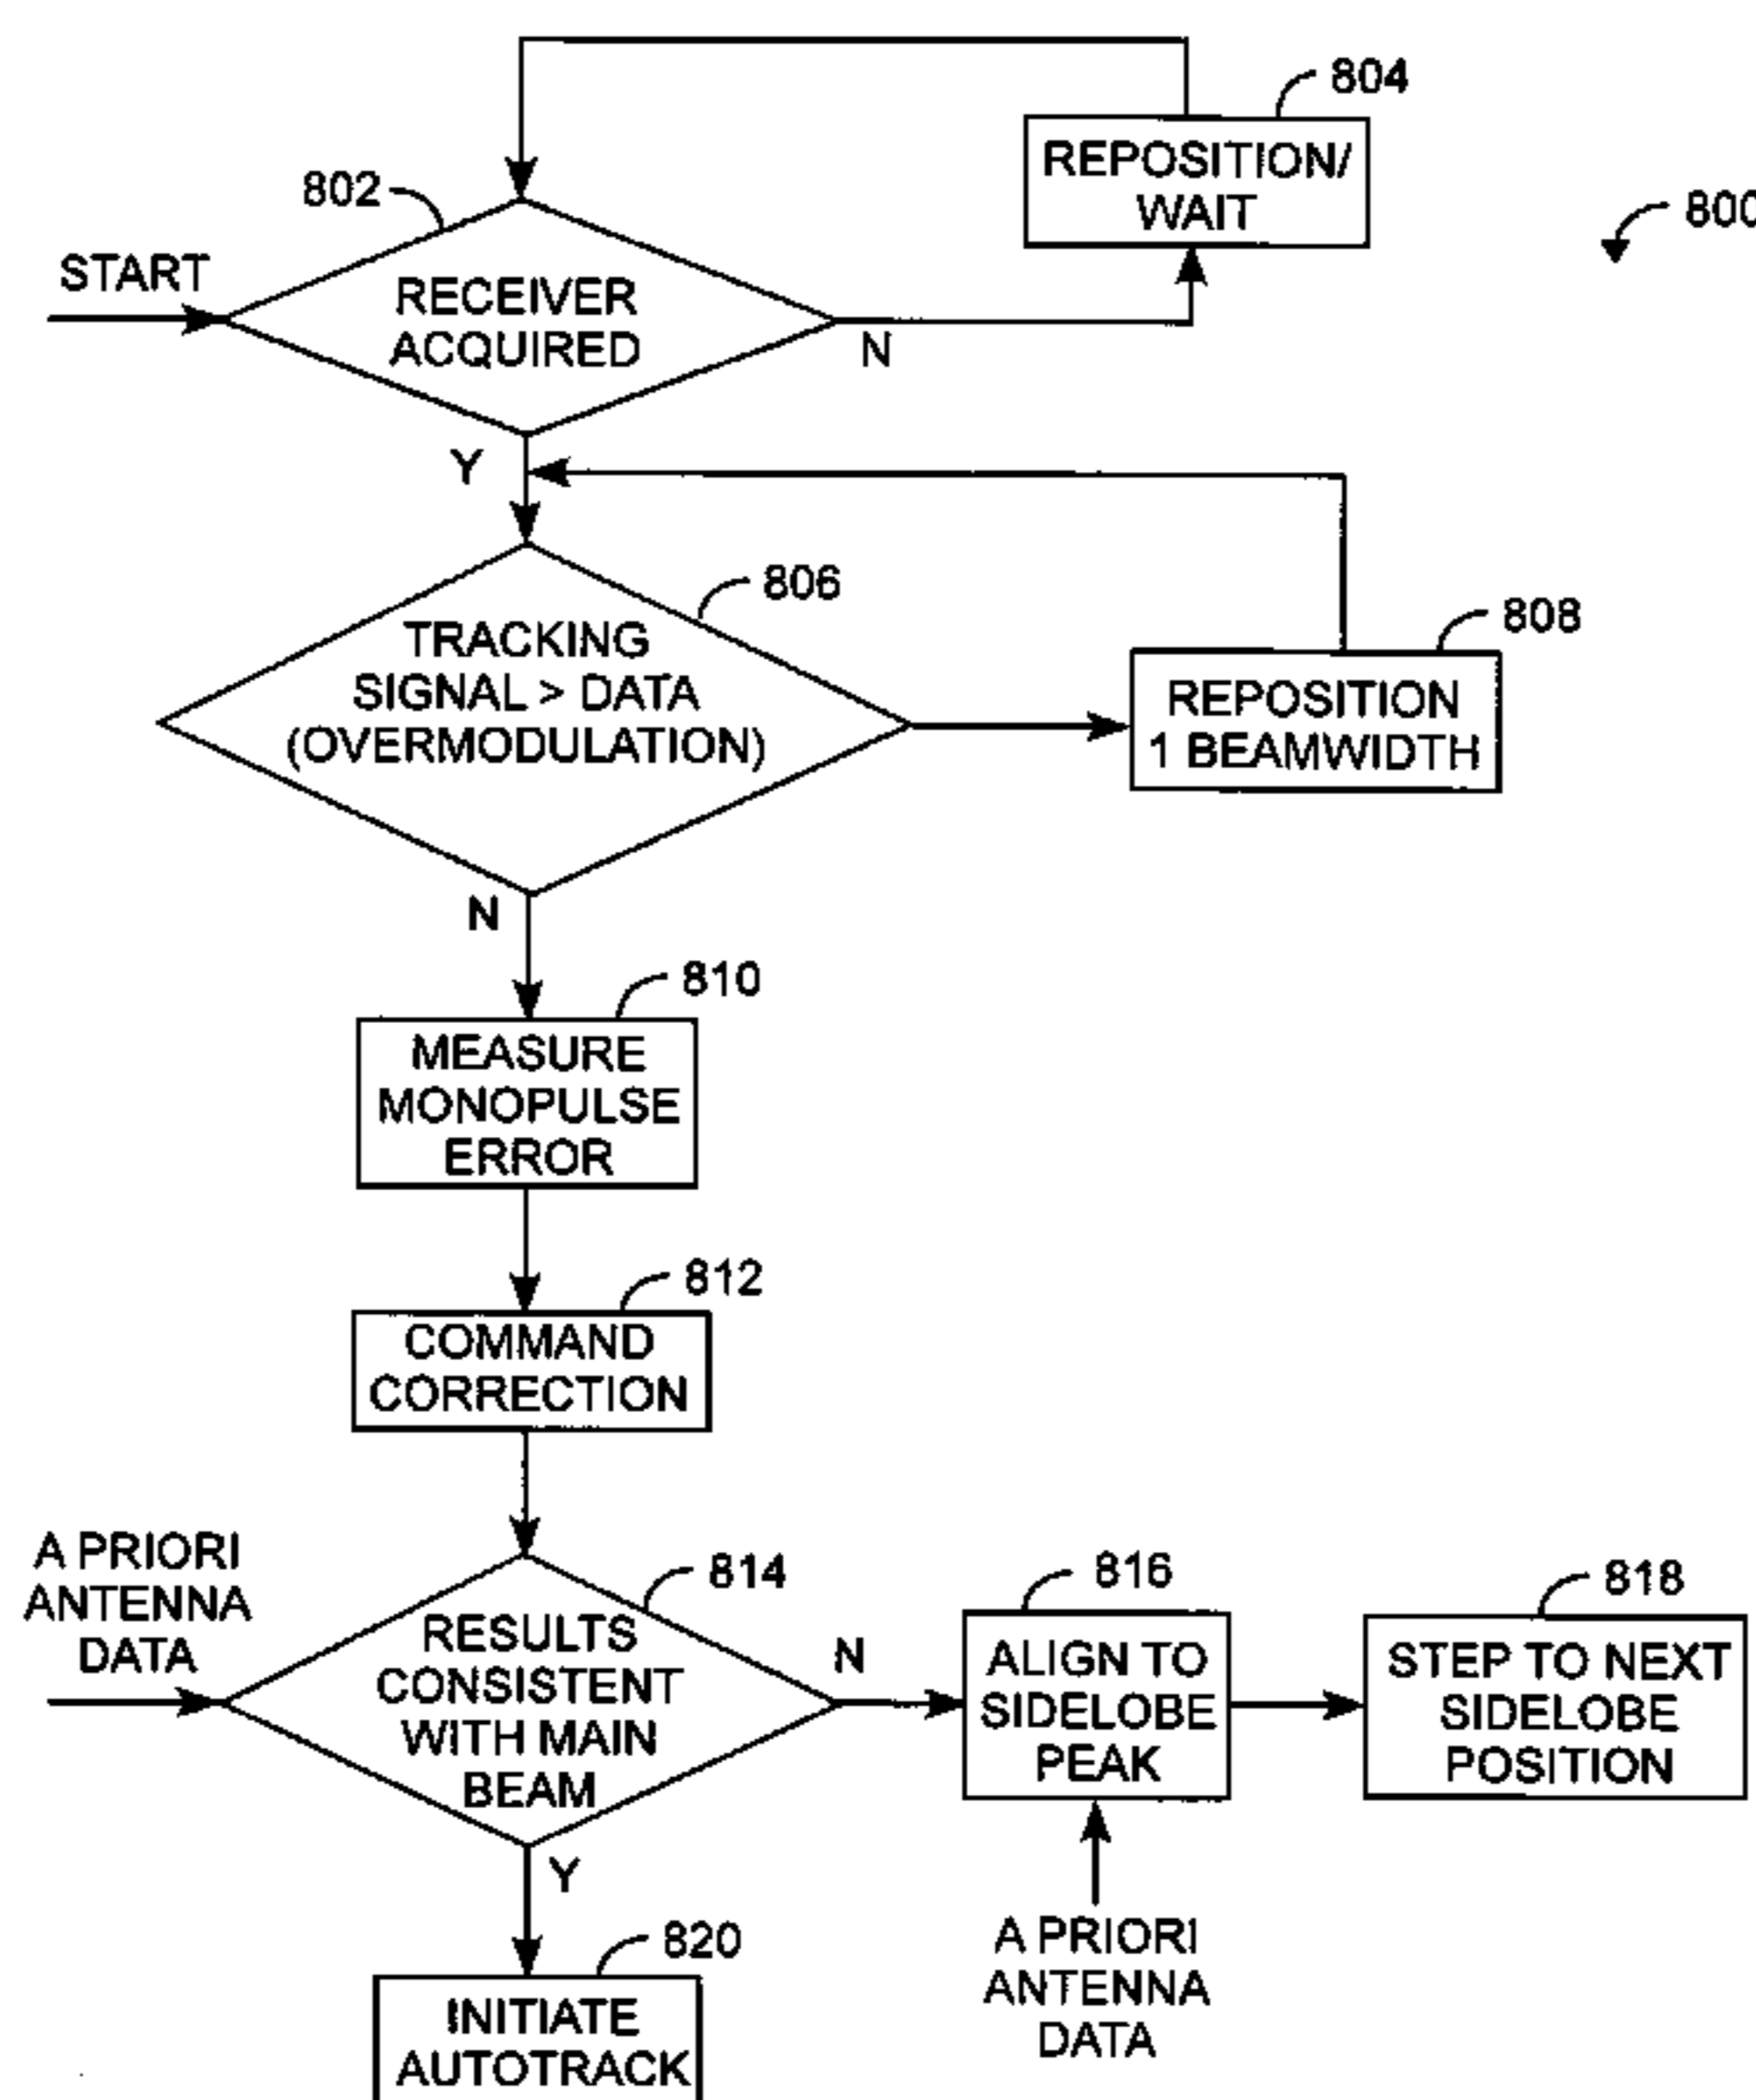 804
REPOSITION/
WAIT
802
800
START
RECEIVER
ACQUIRED
N
Y
806
TRACKING
SIGNAL > DATA
(OVERMODULATION)
808
REPOSITION
1 BEAMWIDTH
N
810
MEASURE
MONOPULSE
ERROR
812
COMMAND
CORRECTION
A PRIORI
ANTENNA
DATA
814
RESULTS
CONSISTENT
WITH MAIN
BEAM
N
816
ALIGN TO
SIDELOBE
PEAK
818
STEP TO NEXT
SIDELOBE
POSITION
Y
A PRIORI
ANTENNA
DATA
820
INITIATE
AUTOTRACK